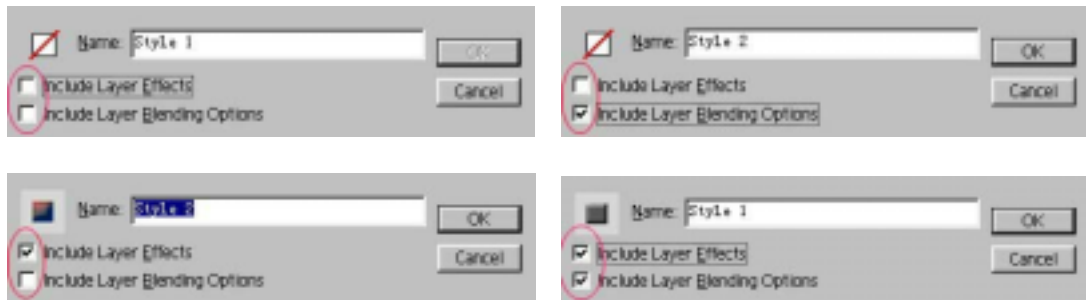 Name: Style 1
OK
Include Layer Effects
Cancel
Include Layer Blending Options
Name: Style 2
OK
Include Layer Effects
Cancel
Include Layer Blending Options
Name: Style
OK
Include Layer Effects
Cancel
Include Layer Blending Options
Name: Style 1
OK
Include Layer Effects
Cancel
Include Layer Blending Options